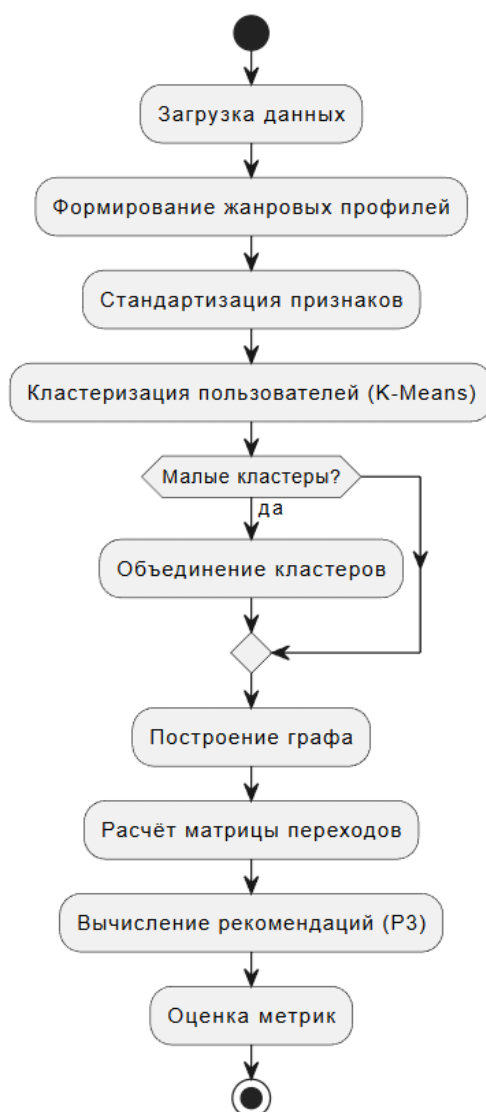 Загрузка данных
Формирование жанровых профилей
Стандартизация признаков
Кластеризация пользователей (K-Means)
Малые кластеры?
да
Объединение кластеров
Построение графа
Расчёт матрицы переходов
Вычисление рекомендаций (P3)
Оценка метрик